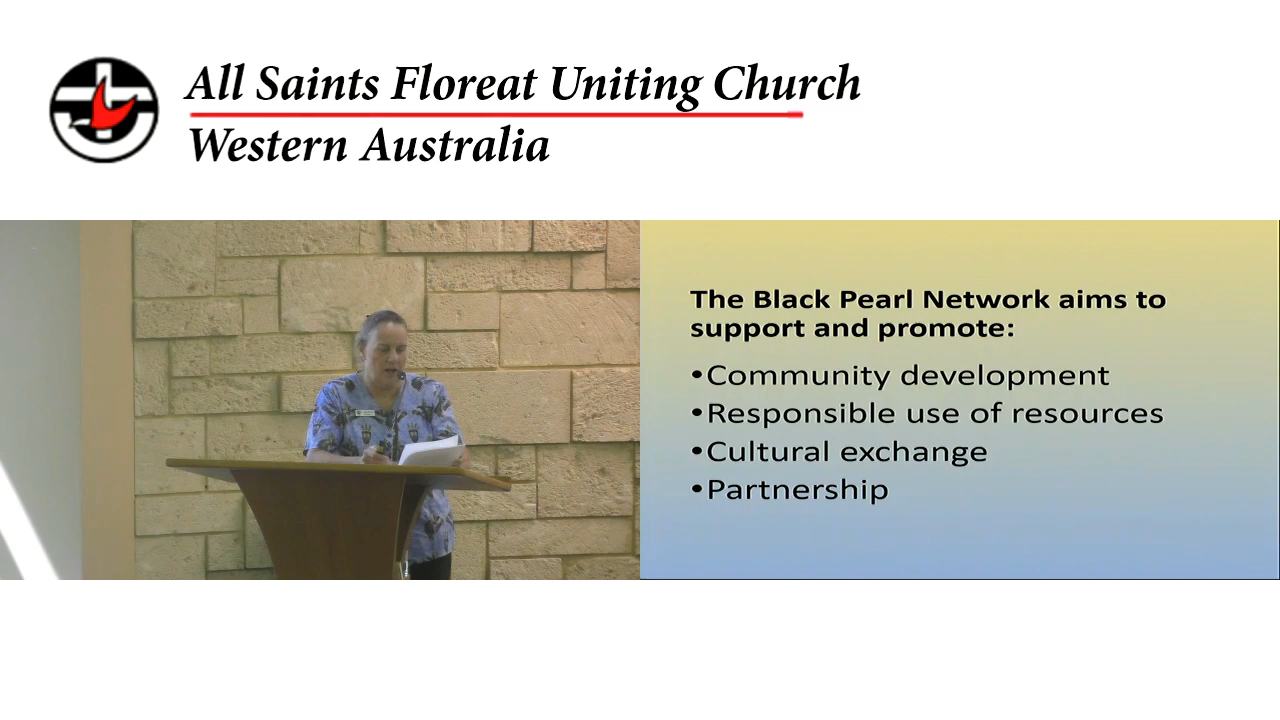 All Saints Floreat Uniting Church
Western Australia
The Black Pearl Network aims to
support and promote:
•Community development
•Responsible use of resources
•Cultural exchange
•Partnership